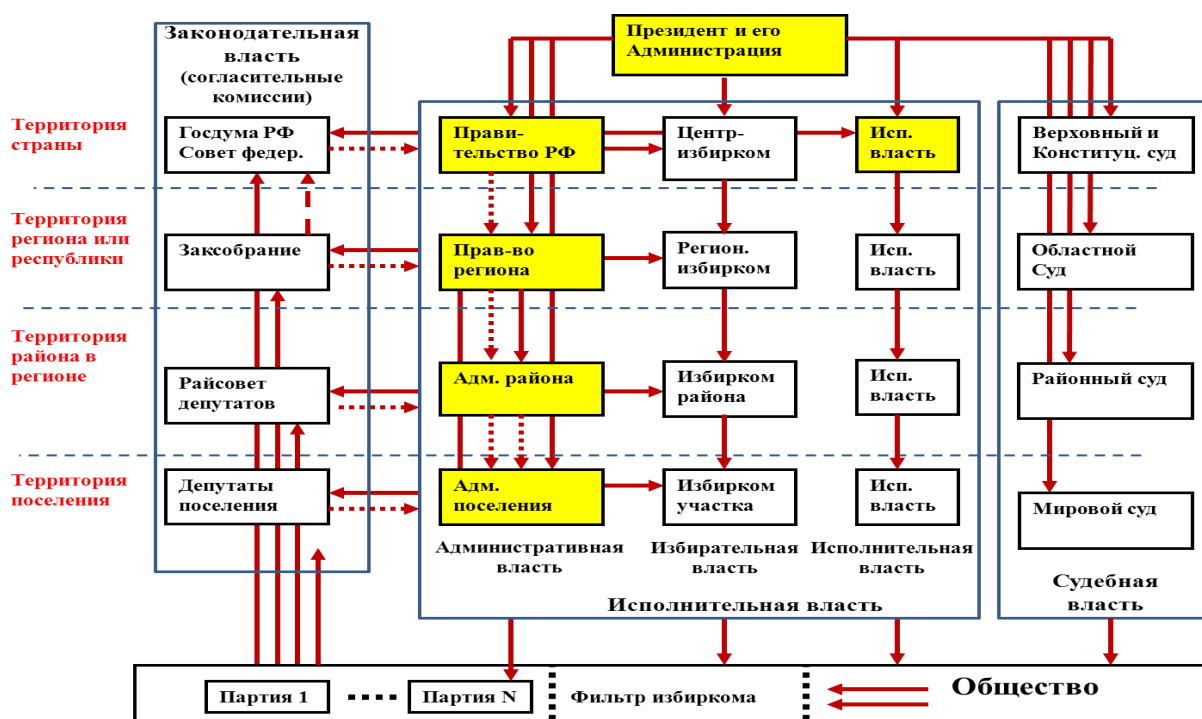 Законодательная
власть
(согласительные
комиссии)
Президент и его
Администрация
Территория
страны
Госдума РФ
Совет федер.
Прави-
тельство РФ
Центр-
избирком
Исп.
власть
Верховный и
Конституц. суд
Территория
региона или
республики
Заксобрание
Прав-во
региона
Регион.
избирком
Исп.
власть
Областной
Суд
Территория
района в
регионе
Райсовет
депутатов
Адм. района
Избирком
района
Исп.
власть
Районный суд
Территория
поселения
Депутаты
поселения
Адм.
поселения
Избирком
участка
Исп.
власть
Мировой суд
Административная
власть
Избирательная
власть
Исполнительная
власть
Исполнительная власть
Судебная
власть
Партия 1
Партия N
Фильтр избиркома
Общество